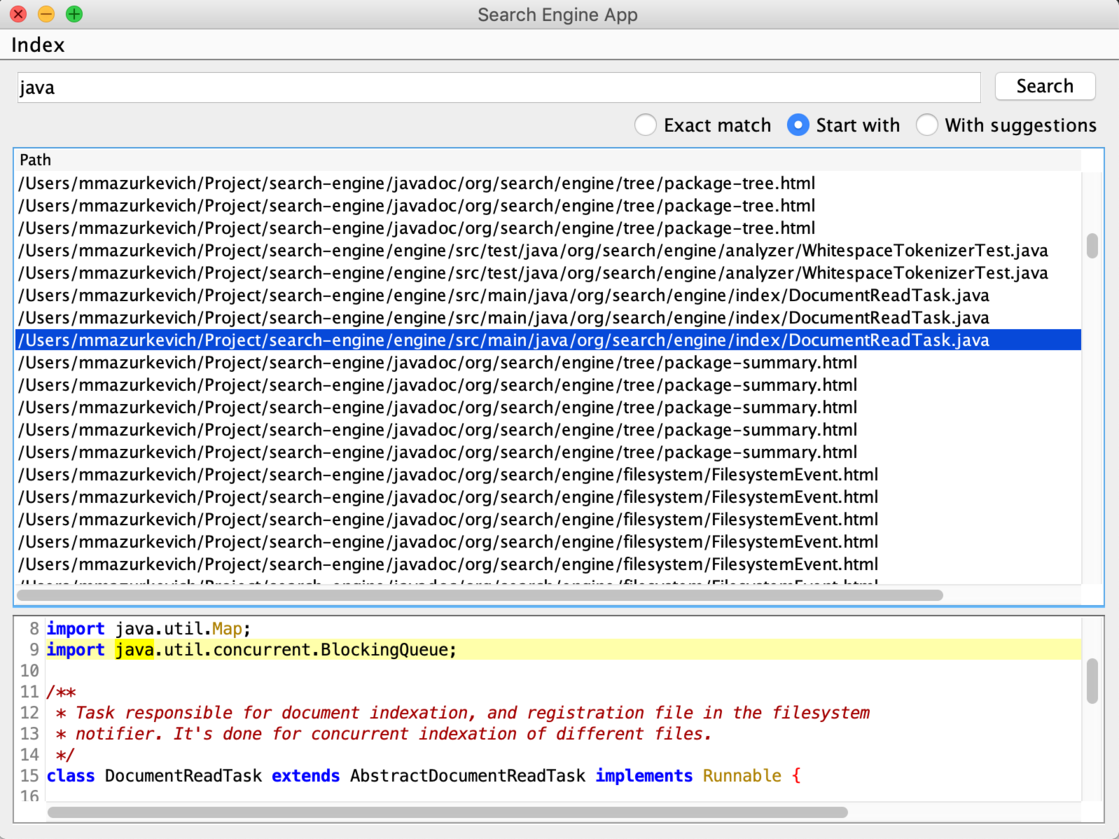 Search Engine App
Index
java
Search
Exact match Start with With suggestions
Path
/Users/mmazurkevich/Project/search-engine/javadoc/org/search/engine/tree/package-tree.html
/Users/mmazurkevich/Project/search-engine/javadoc/org/search/engine/tree/package-tree.html
/Users/mmazurkevich/Project/search-engine/javadoc/org/search/engine/tree/package-tree.html
/Users/mmazurkevich/Project/search-engine/engine/src/test/java/org/search/engine/analyzer/WhitespaceTokenizerTest.java
/Users/mmazurkevich/Project/search-engine/engine/src/test/java/org/search/engine/analyzer/WhitespaceTokenizerTest.java
/Users/mmazurkevich/Project/search-engine/engine/src/main/java/org/search/engine/index/DocumentReadTask.java
/Users/mmazurkevich/Project/search-engine/engine/src/main/java/org/search/engine/index/DocumentReadTask.java
/Users/mmazurkevich/Project/search-engine/engine/src/main/java/org/search/engine/index/DocumentReadTask.java
/Users/mmazurkevich/Project/search-engine/javadoc/org/search/engine/tree/package-summary.html
/Users/mmazurkevich/Project/search-engine/javadoc/org/search/engine/tree/package-summary.html
/Users/mmazurkevich/Project/search-engine/javadoc/org/search/engine/tree/package-summary.html
/Users/mmazurkevich/Project/search-engine/javadoc/org/search/engine/tree/package-summary.html
/Users/mmazurkevich/Project/search-engine/javadoc/org/search/engine/tree/package-summary.html
/Users/mmazurkevich/Project/search-engine/javadoc/org/search/engine/filesystem/FilesystemEvent.html
/Users/mmazurkevich/Project/search-engine/javadoc/org/search/engine/filesystem/FilesystemEvent.html
/Users/mmazurkevich/Project/search-engine/javadoc/org/search/engine/filesystem/FilesystemEvent.html
/Users/mmazurkevich/Project/search-engine/javadoc/org/search/engine/filesystem/FilesystemEvent.html
/Users/mmazurkevich/Project/search-engine/javadoc/org/search/engine/filesystem/FilesystemEvent.html
8 import java.util.Map;
9 import java.util.concurrent.BlockingQueue;
10
11 /**
12 * Task responsible for document indexation, and registration file in the filesystem
13 * notifier. It's done for concurrent indexation of different files.
14 */
15 class DocumentReadTask extends AbstractDocumentReadTask implements Runnable {
16